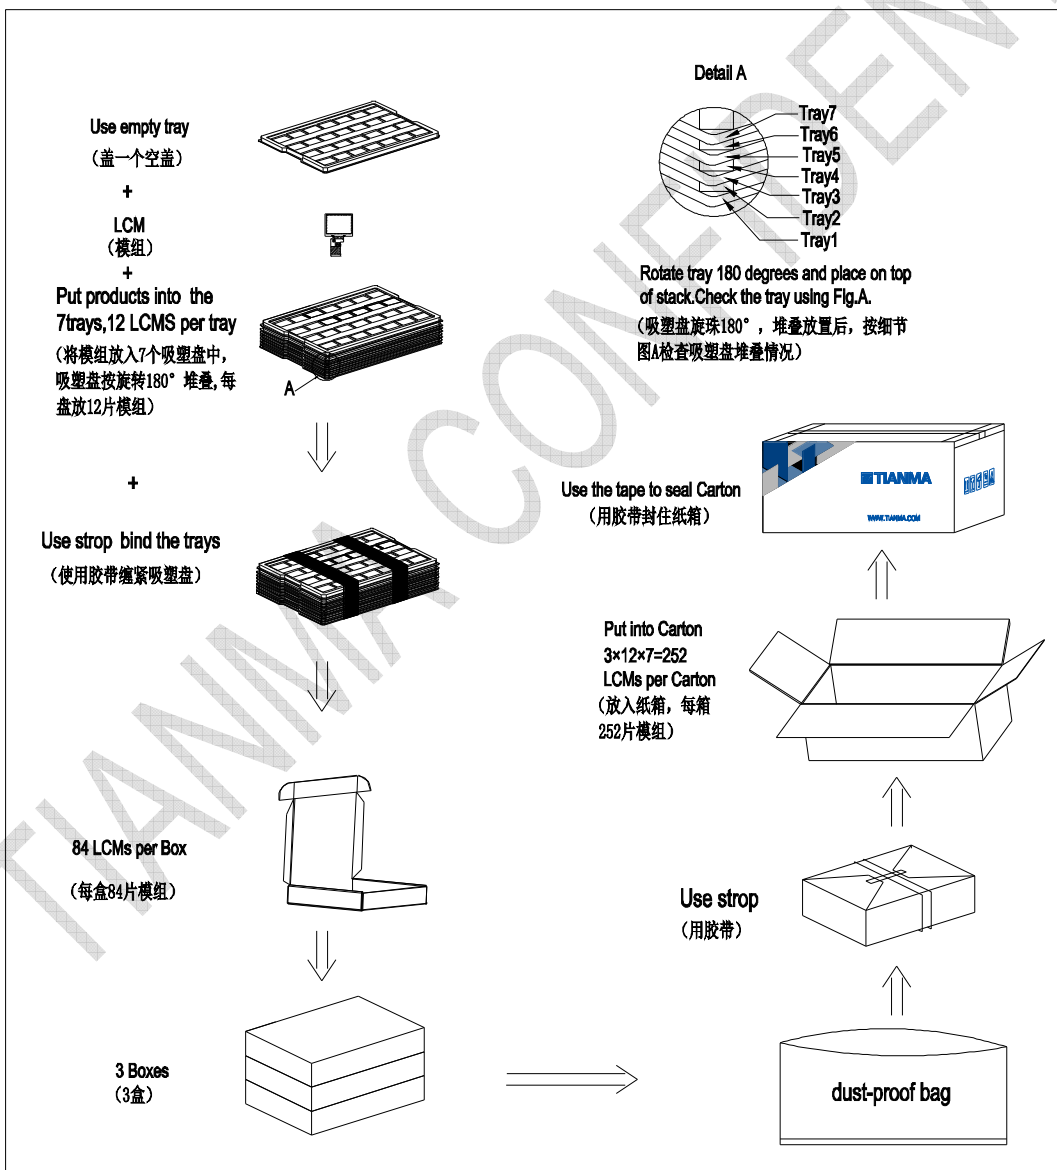 Use empty tray
（盖一个空盖）
+
LCM
（模组）
+
Put products into the
7trays,12 LCMS per tray
（将模组放入7个吸塑盘中，
吸塑盘按旋转180°堆叠,每
盘放12片模组）
A
+
Use strop bind the trays
（使用胶带缠紧吸塑盘）
84 LCMs per Box
（每盒84片模组）
3 Boxes
（3盒）
Detail A
Tray7
Tray6
Tray5
Tray4
Tray3
Tray2
Tray1
Rotate tray 180 degrees and place on top
of stack.Check the tray using Fig.A.
（吸塑盘旋珠180°，堆叠放置后，按细节
图A检查吸塑盘堆叠情况）
TIANMA
WWW.TIANMA.COM
Use the tape to seal Carton
（用胶带封住纸箱）
Put into Carton
3×12×7=252
LCMs per Carton
（放入纸箱，每箱
252片模组）
Use strop
（用胶带）
dust-proof bag
TIANMA CONFIDEN